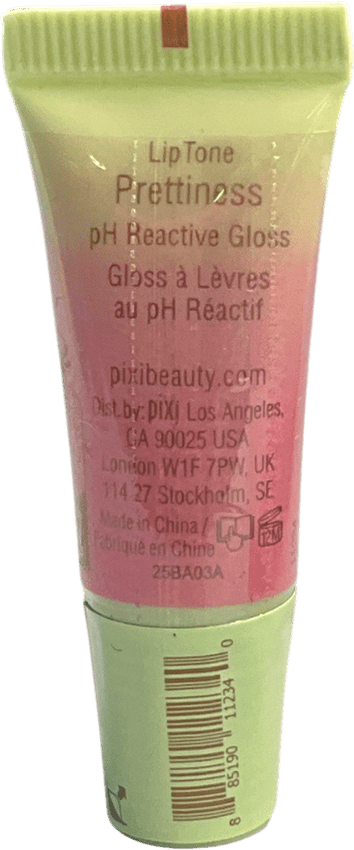 LipTone
Prettiness
pH Reactive Gloss
Gloss à Lèvres
au pH Réactif
pixibeauty.com
Dist.by: PIXI Los Angeles,
CA 90025 USA
London W1F 7PW, UK
114 27 Stockholm, SE
Made in China /
Fabriqué en Chine
12M
25BA03A
8 85190 11234 0